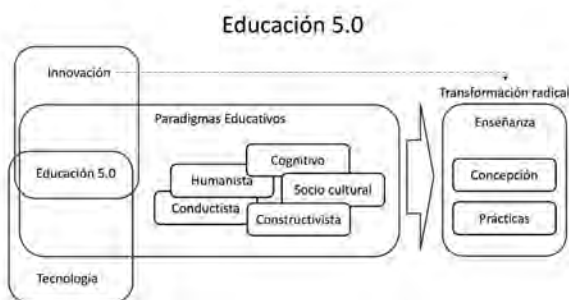 Educación 5.0
Innovación
Transformación radical
Paradigmas Educativos
Enseñanza
Cognitivo
Educación 5.0
Humanista
Socio cultural
Concepción
Conductista
Constructivista
Prácticas
Tecnología